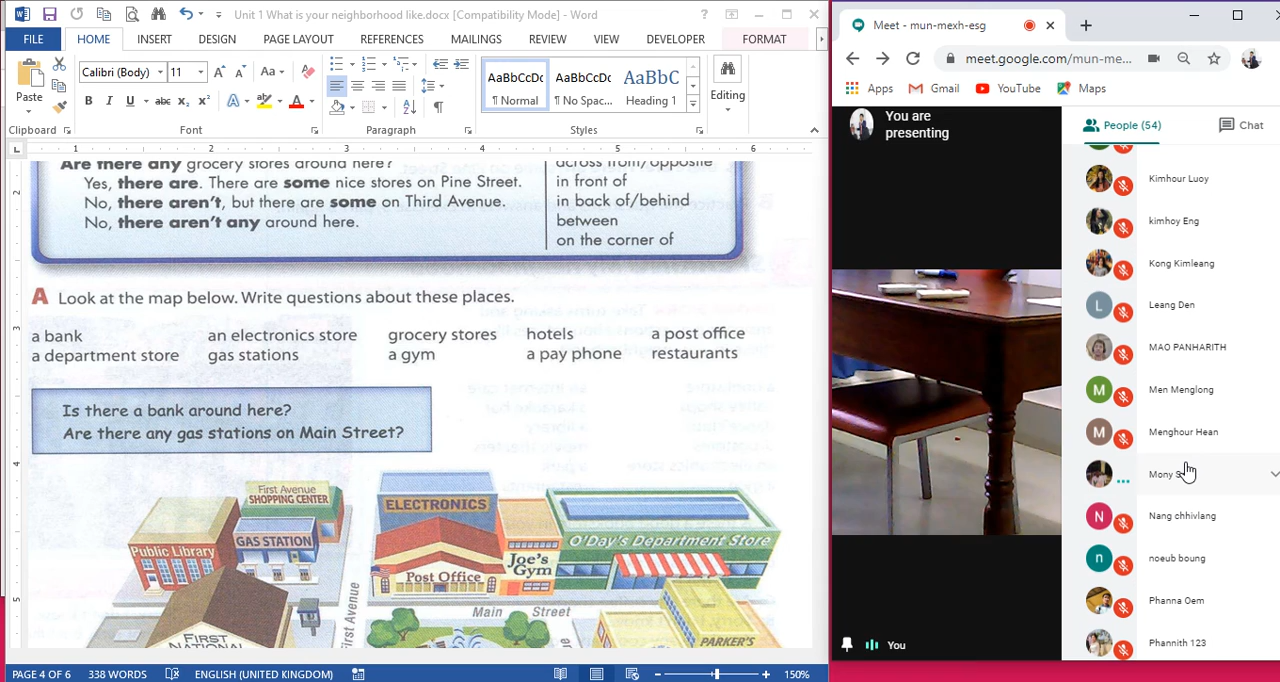 Unit 1 What is your neighborhood like.docx [Compatibility Mode] - Word
FILE HOME INSERT DESIGN PAGE LAYOUT REFERENCES MAILINGS REVIEW VIEW DEVELOPER FORMAT
Calibri (Body) 11
Paste
Clipboard Font Paragraph Styles
AaBbCcDc AaBbCcDc AaBbC
¶ Normal ¶ No Spac... Heading 1
Editing
Are there any grocery stores around here?
Yes, there are. There are some nice stores on Pine Street.
No, there aren't, but there are some on Third Avenue.
No, there aren't any around here.
across from/opposite
in front of
in back of/behind
between
on the corner of
A Look at the map below. Write questions about these places.
a bank an electronics store grocery stores hotels a post office
a department store gas stations a gym a pay phone restaurants
Is there a bank around here?
Are there any gas stations on Main Street?
First Avenue
SHOPPING CENTER
ELECTRONICS
Public Library
GAS STATION
O'Day's Department Store
Post Office
Joe's
Gym
Main Street
First Avenue
FIRST
NATIONAL
PARKER'S
PAGE 4 OF 6 338 WORDS ENGLISH (UNITED KINGDOM) 150%
Meet - mun-mexh-esg
meet.google.com/mun-me...
Apps Gmail YouTube Maps
You are
presenting
People (54) Chat
Kimhour Luoy
kimhoy Eng
Kong Kimleang
L Leang Den
MAO PANHARITH
M Men Menglong
M Menghour Hean
Mony
N Nang chhivlang
n noeub boung
Phanna Oem
Phannith 123
You